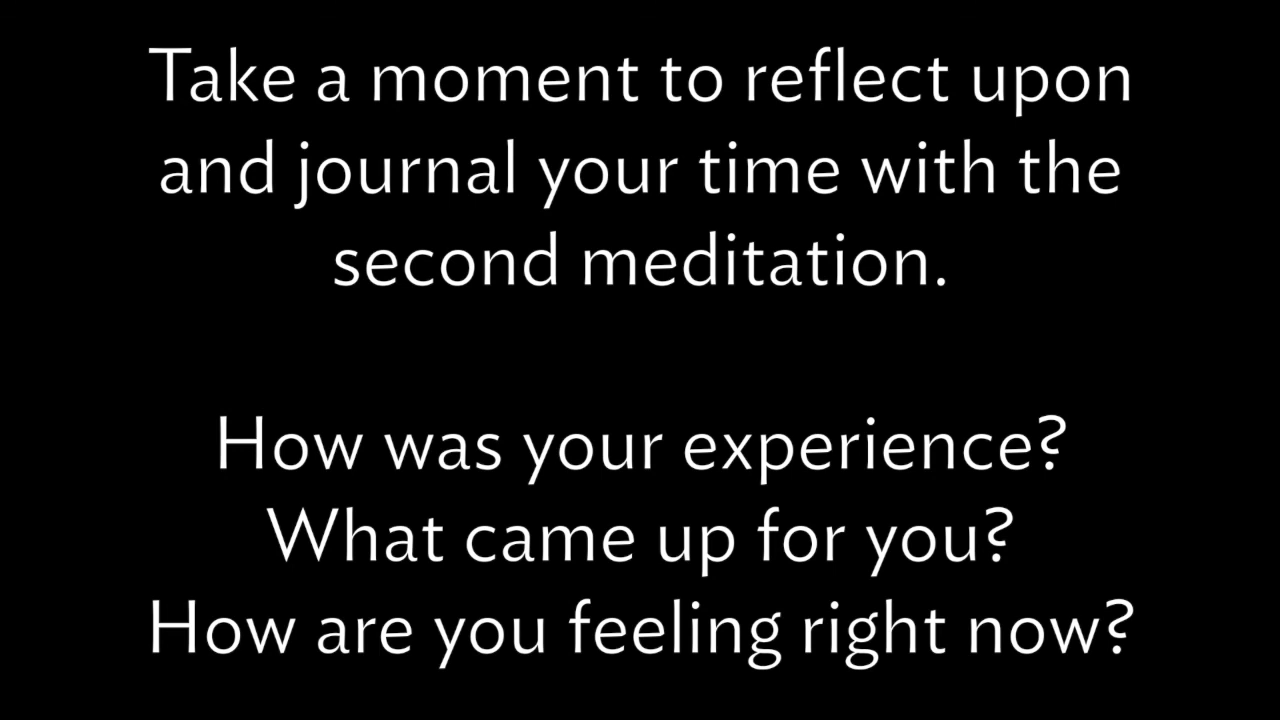 Take a moment to reflect upon
and journal your time with the
second meditation.
How was your experience?
What came up for you?
How are you feeling right now?